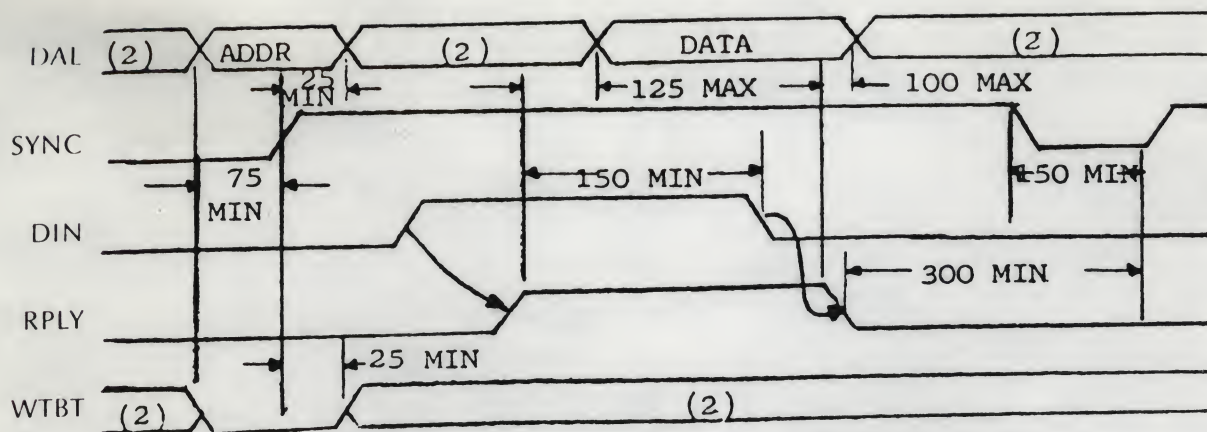 DAL (2) ADDR (2) DATA (2)
25 MIN
125 MAX
100 MAX
SYNC
75 MIN
150 MIN
150 MIN
DIN
300 MIN
RPLY
25 MIN
WTBT (2) (2)